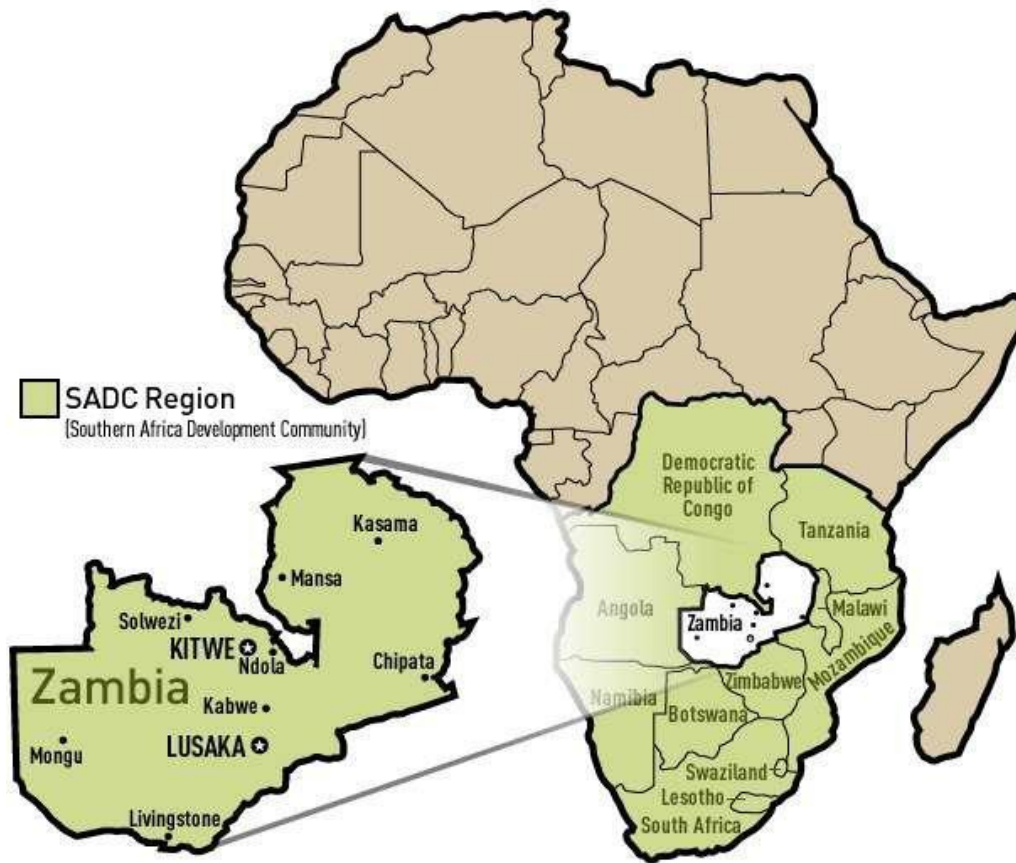 SADC Region
(Southern Africa Development Community)
Kasama
Mansa
Solwezi
KITWE
Ndola
Chipata
Zambia
Kabwe
Mongu
LUSAKA
Livingstone
Democratic
Republic of
Congo
Tanzania
Angola
Zambia
Malawi
Mozambique
Zimbabwe
Namibia
Botswana
Swaziland
Lesotho
South Africa